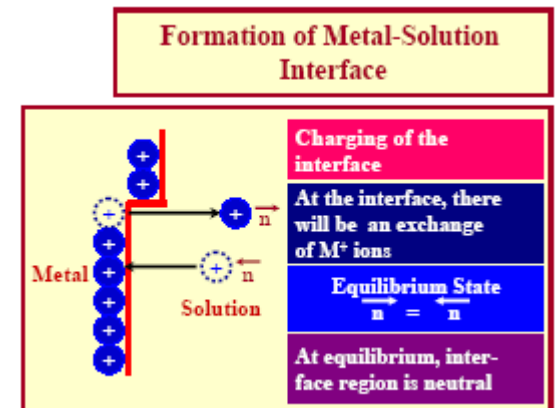 Formation of Metal-Solution
Interface
+
+
+
+
n
+
+
Metal
+
+
n
Solution
+
+
+
Charging of the
interface
At the interface, there
will be an exchange
of M⁺ ions
Equilibrium State
n = n
At equilibrium, inter-
face region is neutral